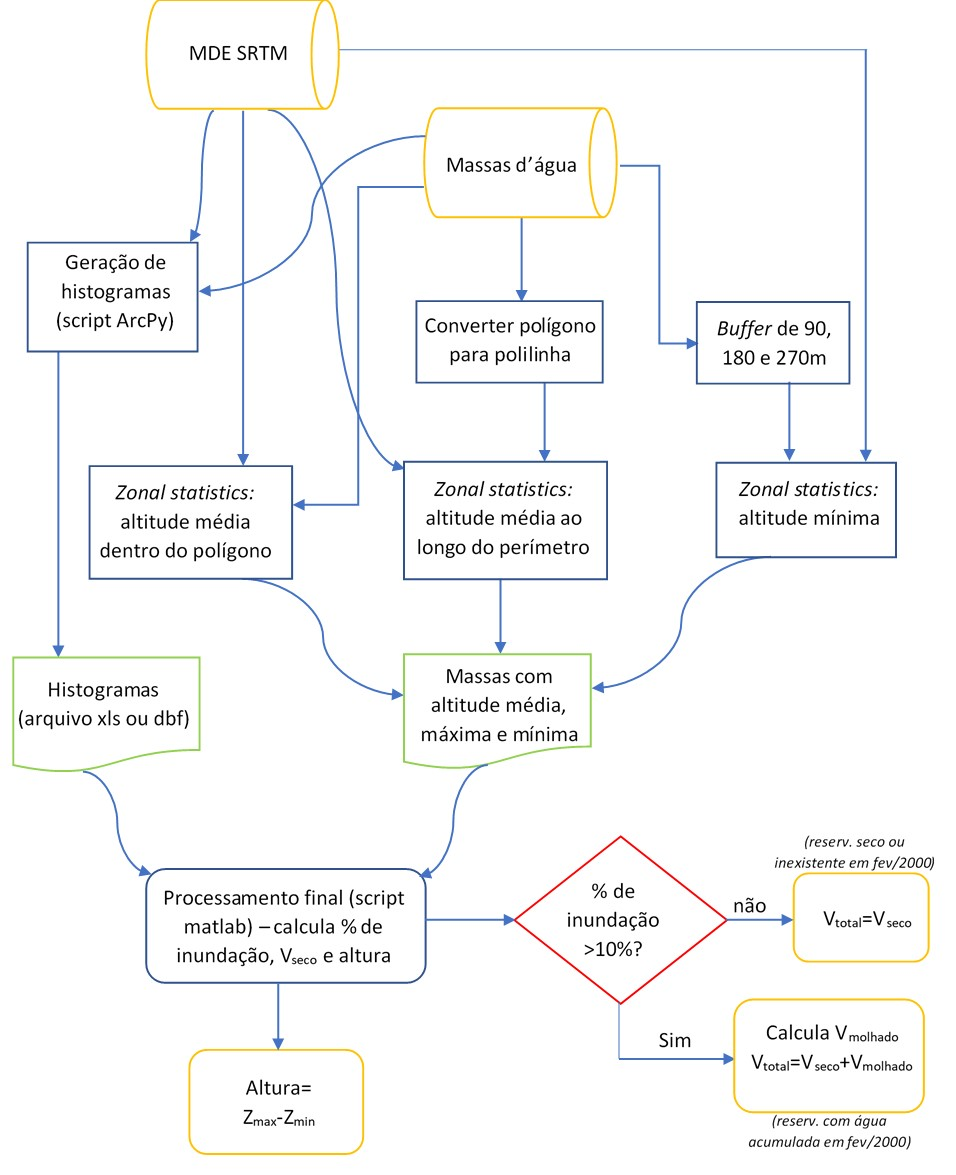 MDE SRTM
Massas d’água
Geração de
histogramas
(script ArcPy)
Converter polígono
para polilinha
Buffer de 90,
180 e 270m
Zonal statistics:
altitude média
dentro do polígono
Zonal statistics:
altitude média ao
longo do perímetro
Zonal statistics:
altitude mínima
Histogramas
(arquivo xls ou dbf)
Massas com
altitude média,
máxima e mínima
Processamento final (script
matlab) – calcula % de
inundação, Vseco e altura
% de
inundação
>10%?
não
(reserv. seco ou
inexistente em fev/2000)
Vtotal=Vseco
Sim
Calcula Vmolhado
Vtotal=Vseco+Vmolhado
(reserv. com água
acumulada em fev/2000)
Altura=
Zmax-Zmin